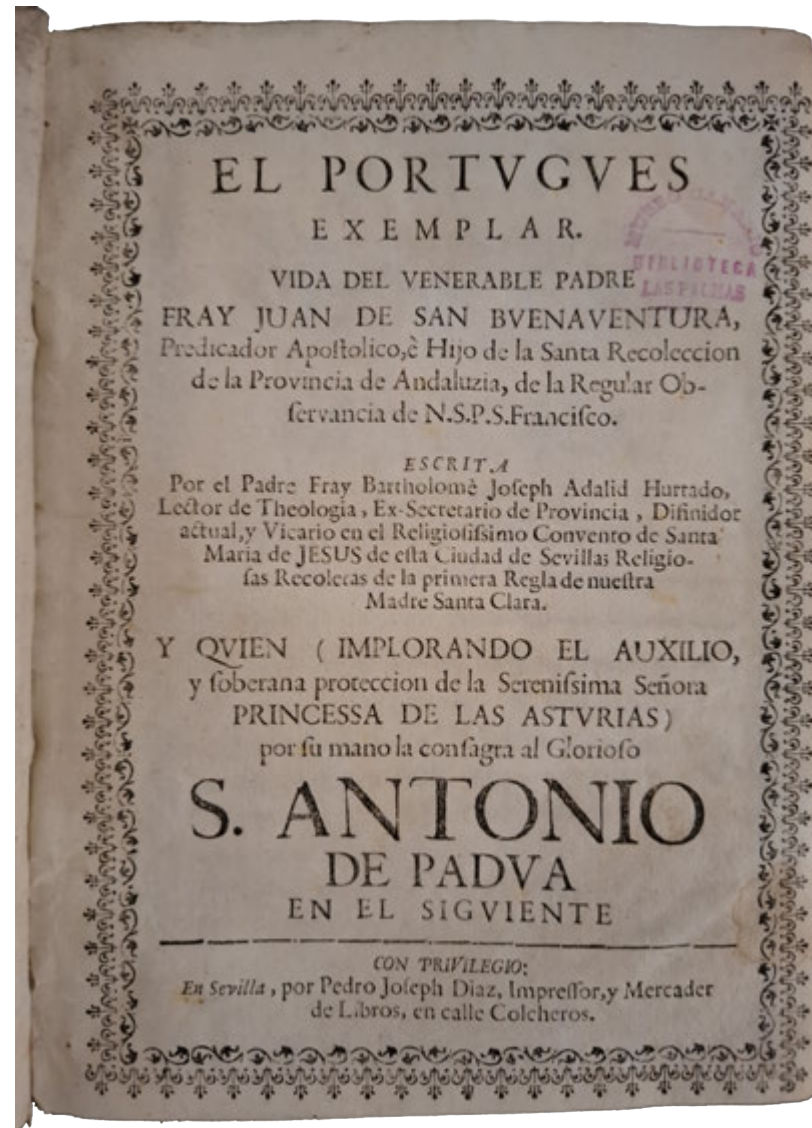 EL PORTVGVES
EXEMPLAR.
VIDA DEL VENERABLE PADRE
FRAY JUAN DE SAN BVENAVENTURA,
Predicador Apoſtolico,è Hijo de la Santa Recoleccion
de la Provincia de Andaluzia, de la Regular Ob-
ſervancia de N.S.P.S.Franciſco.
ESCRITA
Por el Padre Fray Bartholomè Joſeph Adalid Hurtado,
Lector de Theologia, Ex-Secretario de Provincia, Difinidor
actual,y Vicario en el Religioſiſſimo Convento de Santa
Maria de JESUS de eſta Ciudad de Sevilla; Religio-
ſas Recoletas de la primera Regla de nueſtra
Madre Santa Clara.
Y QVIEN ( IMPLORANDO EL AUXILIO,
y ſoberana proteccion de la Sereniſsima Señora
PRINCESSA DE LAS ASTVRIAS)
por ſu mano la conſagra al Glorioſo
S. ANTONIO
DE PADVA
EN EL SIGVIENTE
CON PRIVILEGIO:
En Sevilla, por Pedro Joſeph Diaz, Impreſſor,y Mercader
de Libros, en calle Colcheros.
MUSEO CANARIO
BIBLIOTECA
LAS PALMAS